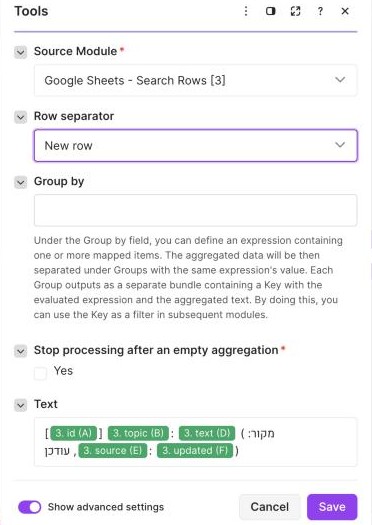 Tools
Source Module*
Google Sheets - Search Rows [3]
Row separator
New row
Group by
Under the Group by field, you can define an expression containing
one or more mapped items. The aggregated data will be then
separated under Groups with the same expression's value. Each
Group outputs as a separate bundle containing a Key with the
evaluated expression and the aggregated text. By doing this, you
can use the Key as a filter in subsequent modules.
Stop processing after an empty aggregation*
Yes
Text
[ 3. id (A) ] 3. topic (B) : 3. text (D) ( :מקור
עודכן , 3. source (E) : 3. updated (F) )
Show advanced settings
Cancel
Save